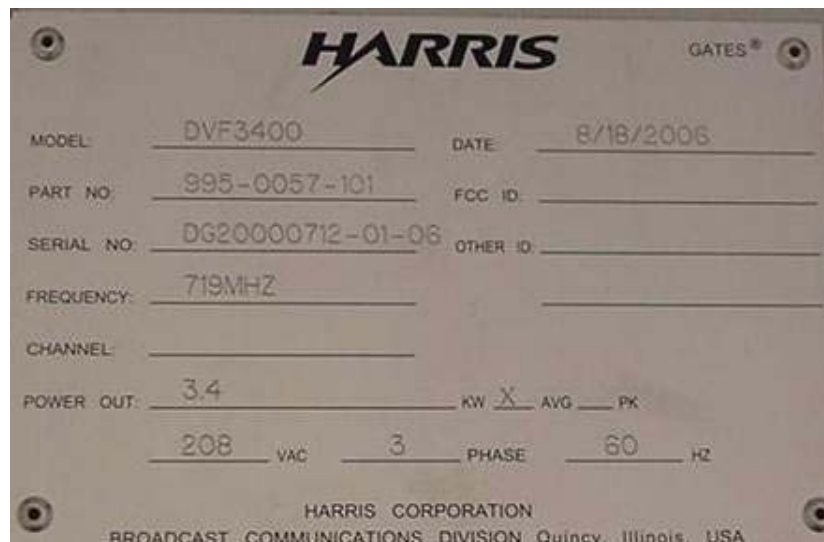 HARRIS GATES®
MODEL: DVF3400 DATE 8/18/2006
PART NO: 995-0057-101 FCC ID:
SERIAL NO: DG20000712-01-06 OTHER ID:
FREQUENCY: 719MHZ
CHANNEL:
POWER OUT: 3.4 KW X AVG PK
208 VAC 3 PHASE 60 HZ
HARRIS CORPORATION
BROADCAST COMMUNICATIONS DIVISION Quincy, Illinois, USA